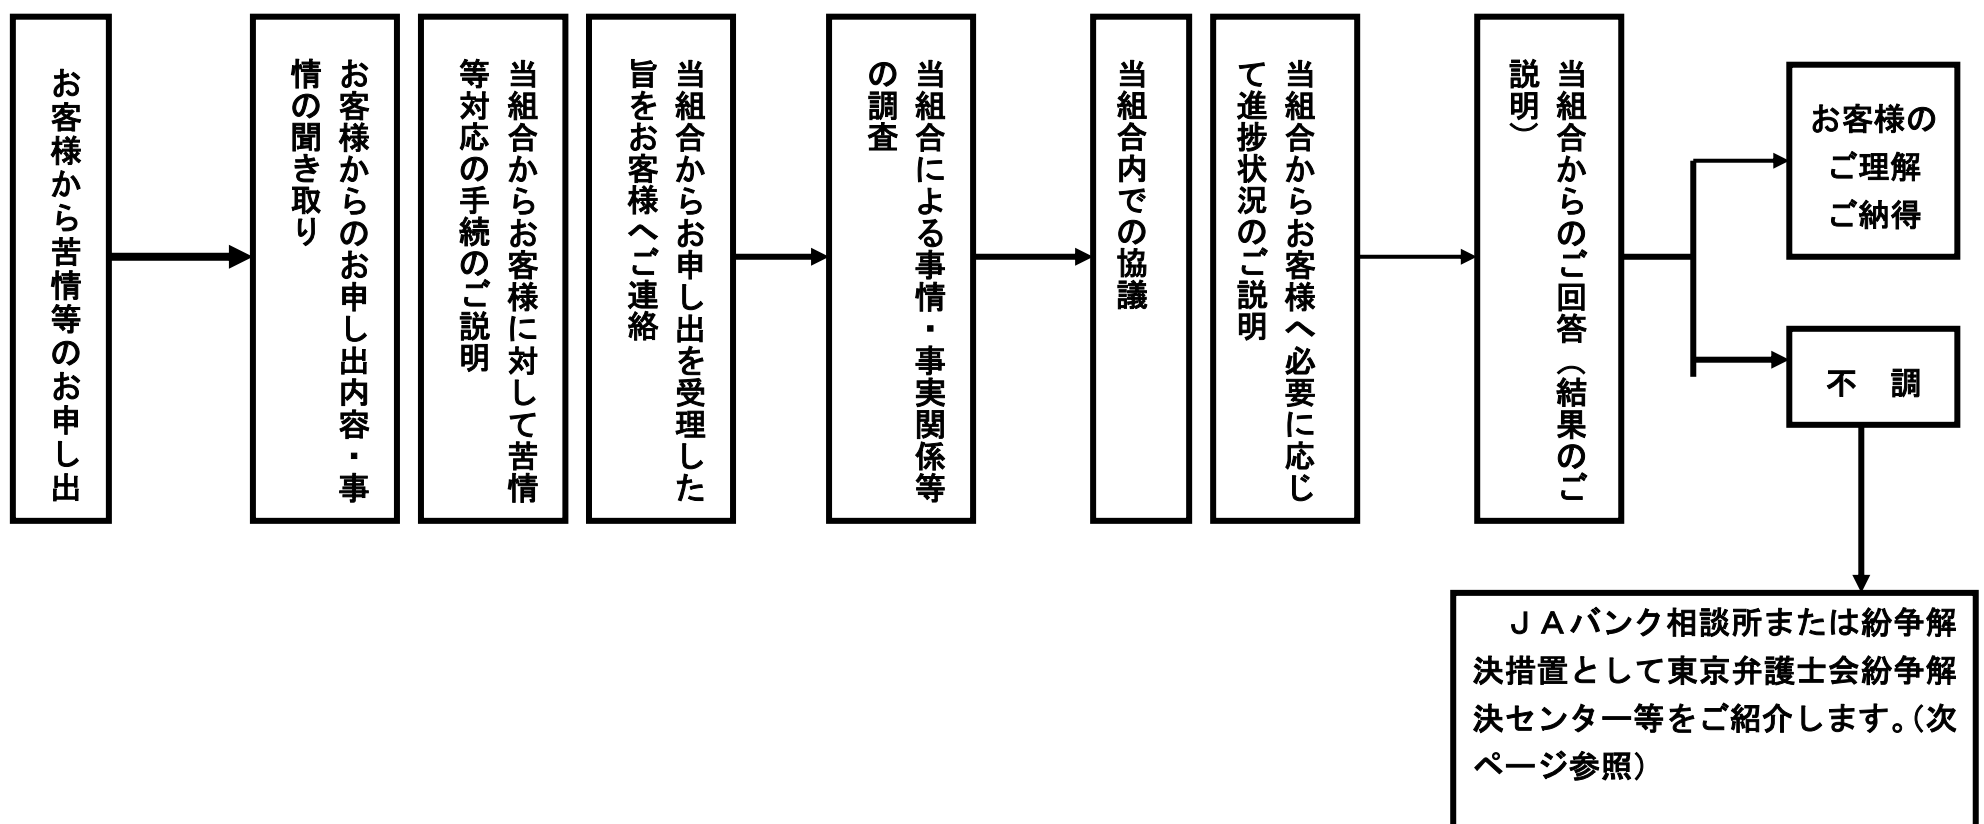 お客様から苦情等のお申し出
お客様からのお申し出内容・事
情の聞き取り
当組合からお客様に対して苦情
等対応の手続のご説明
当組合からお申し出を受理した
旨をお客様へご連絡
当組合による事情・事実関係等
の調査
当組合内での協議
当組合からお客様へ必要に応じ
て進捗状況のご説明
当組合からのご回答（結果のご
説明）
お客様の
ご理解
ご納得
不　調
ＪＡバンク相談所または紛争解
決措置として東京弁護士会紛争解
決センター等をご紹介します。（次
ページ参照）